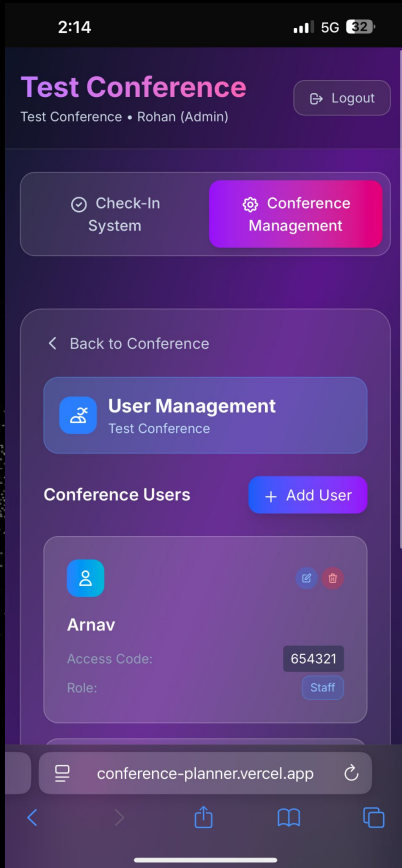 2:14
5G 32
Test Conference
Logout
Test Conference • Rohan (Admin)
Check-In
System
Conference
Management
Back to Conference
User Management
Test Conference
Conference Users
+ Add User
Arnav
Access Code:
654321
Role:
Staff
conference-planner.vercel.app